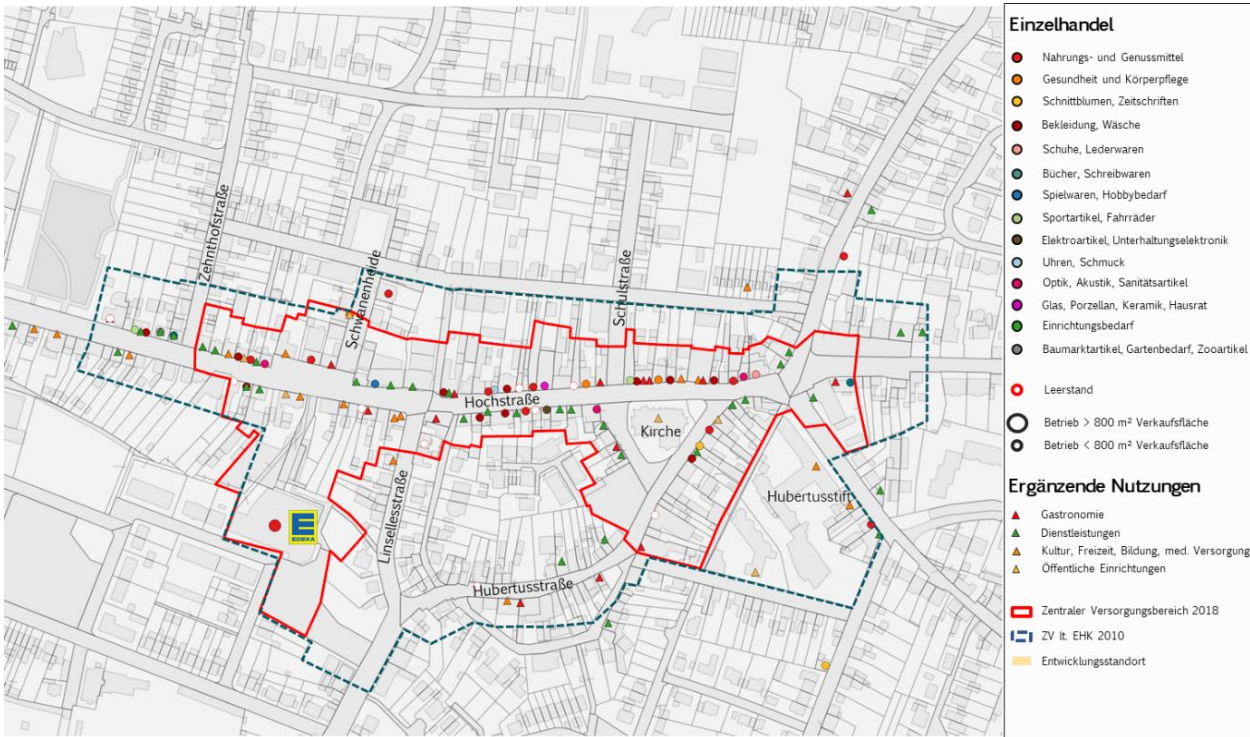 Zehnthofstraße
Schwanenheide
Schulstraße
Hochstraße
Kirche
Linsellesstraße
Hubertusstraße
Hubertusstift
E
EDEKA
Einzelhandel
Nahrungs- und Genussmittel
Gesundheit und Körperpflege
Schnittblumen, Zeitschriften
Bekleidung, Wäsche
Schuhe, Lederwaren
Bücher, Schreibwaren
Spielwaren, Hobbybedarf
Sportartikel, Fahrräder
Elektroartikel, Unterhaltungselektronik
Uhren, Schmuck
Optik, Akustik, Sanitätsartikel
Glas, Porzellan, Keramik, Hausrat
Einrichtungsbedarf
Baumarktartikel, Gartenbedarf, Zooartikel
Leerstand
Betrieb > 800 m² Verkaufsfläche
Betrieb < 800 m² Verkaufsfläche
Ergänzende Nutzungen
Gastronomie
Dienstleistungen
Kultur, Freizeit, Bildung, med. Versorgung
Öffentliche Einrichtungen
Zentraler Versorgungsbereich 2018
ZV lt. EHK 2010
Entwicklungsstandort